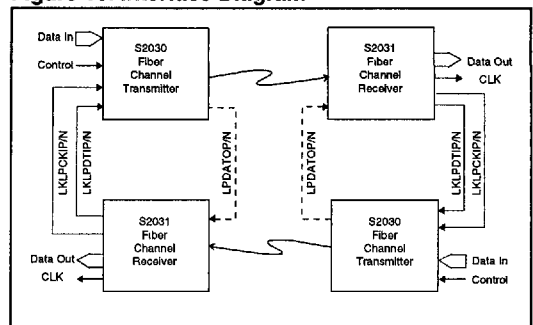 Data In
Control
S2030
Fiber
Channel
Transmitter
S2031
Fiber
Channel
Receiver
Data Out
CLK
LKLPCKIP/N
LKLPDTIP/N
LPDATOP/N
LPDATOP/N
LKLPDTIP/N
LKLPCKIP/N
S2031
Fiber
Channel
Receiver
Data Out
CLK
S2030
Fiber
Channel
Transmitter
Data In
Control